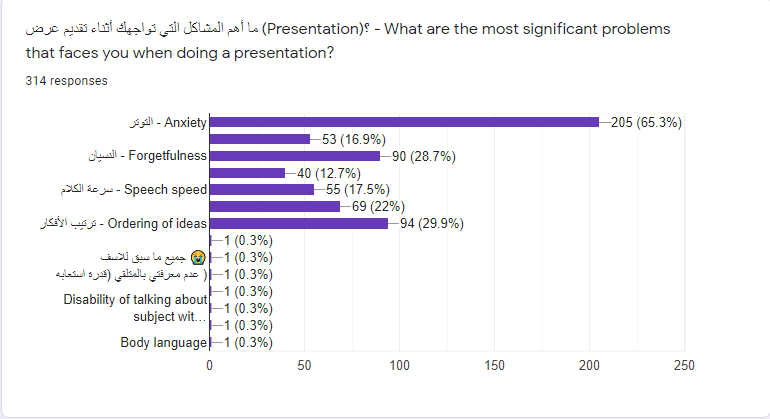 ما أهم المشاكل التي تواجهك أثناء تقديم عرض (Presentation)؟ - What are the most significant problems
that faces you when doing a presentation?
314 responses
التوتر - Anxiety
205 (65.3%)
53 (16.9%)
النسيان - Forgetfulness
90 (28.7%)
40 (12.7%)
سرعة الكلام - Speech speed
55 (17.5%)
69 (22%)
ترتيب الأفكار - Ordering of ideas
94 (29.9%)
1 (0.3%)
جميع ما سبق للاسف 😭
1 (0.3%)
عدم معرفتي بالمتلقي (قدرة استعابه )
1 (0.3%)
1 (0.3%)
Disability of talking about
subject wit...
1 (0.3%)
1 (0.3%)
Body language
1 (0.3%)
0 50 100 150 200 250